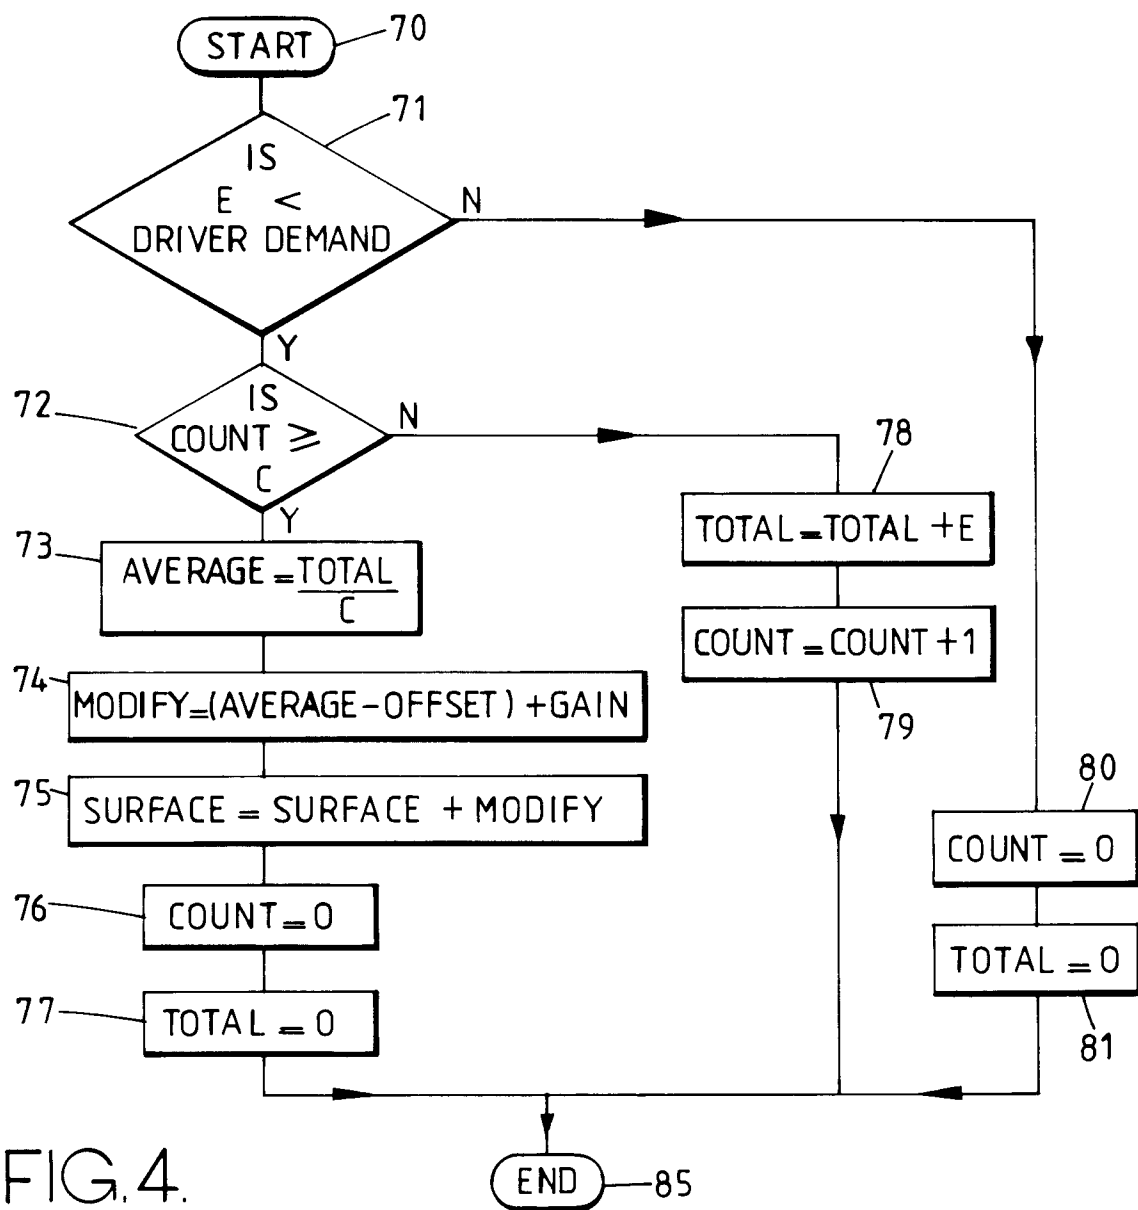 START
70
71
IS
E <
DRIVER DEMAND
N
Y
72
IS
COUNT ≥
C
N
Y
73
AVERAGE = TOTAL
C
74
MODIFY=(AVERAGE-OFFSET) +GAIN
75
SURFACE = SURFACE + MODIFY
76
COUNT = 0
77
TOTAL = 0
78
TOTAL = TOTAL + E
COUNT = COUNT + 1
79
80
COUNT = 0
TOTAL = 0
81
END
85
FIG. 4.